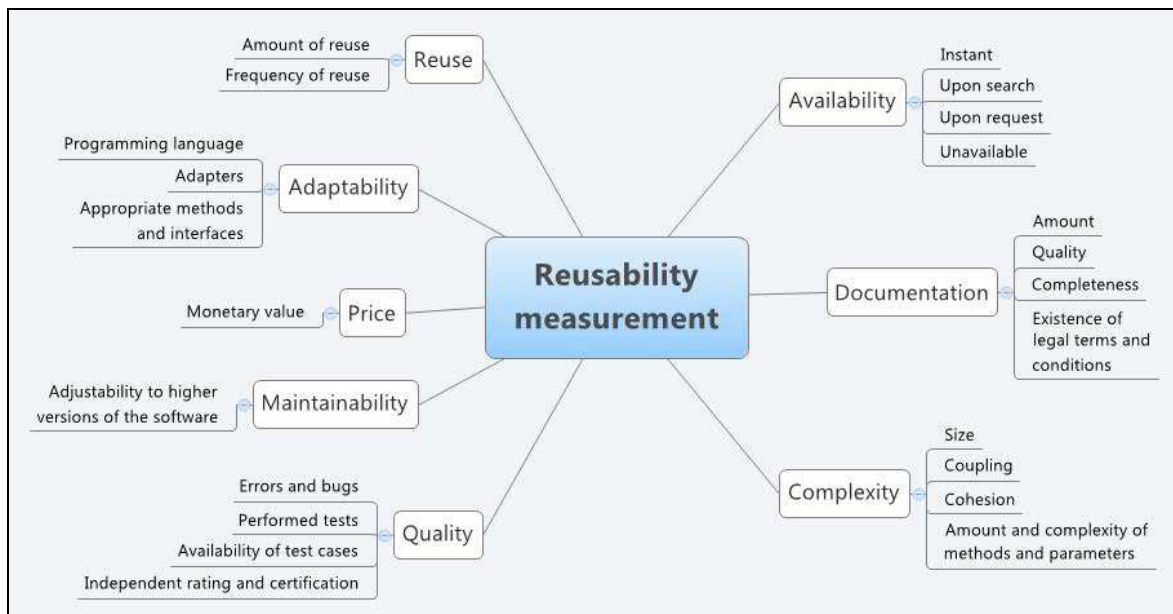 Reusability
measurement
Reuse
Amount of reuse
Frequency of reuse
Adaptability
Programming language
Adapters
Appropriate methods
and interfaces
Price
Monetary value
Maintainability
Adjustability to higher
versions of the software
Quality
Errors and bugs
Performed tests
Availability of test cases
Independent rating and certification
Availability
Instant
Upon search
Upon request
Unavailable
Documentation
Amount
Quality
Completeness
Existence of
legal terms and
conditions
Complexity
Size
Coupling
Cohesion
Amount and complexity of
methods and parameters